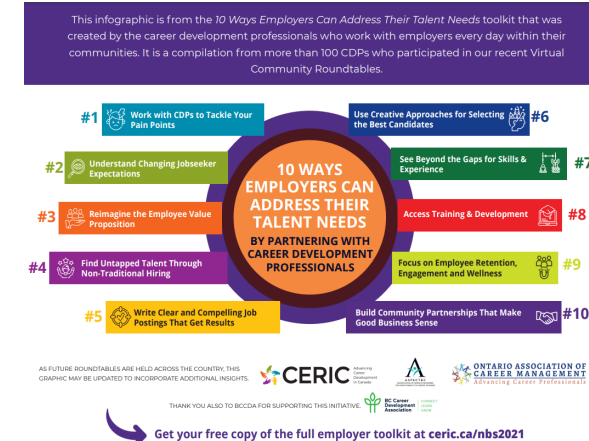 This infographic is from the 10 Ways Employers Can Address Their Talent Needs toolkit that was
created by the career development professionals who work with employers every day within their
communities. It is a compilation from more than 100 CDPs who participated in our recent Virtual
Community Roundtables.
#1 Work with CDPs to Tackle Your
Pain Points
#2 Understand Changing Jobseeker
Expectations
#3 Reimagine the Employee Value
Proposition
#4 Find Untapped Talent Through
Non-Traditional Hiring
#5 Write Clear and Compelling Job
Postings That Get Results
10 WAYS
EMPLOYERS CAN
ADDRESS THEIR
TALENT NEEDS
BY PARTNERING WITH
CAREER DEVELOPMENT
PROFESSIONALS
Use Creative Approaches for Selecting
the Best Candidates #6
See Beyond the Gaps for Skills &
Experience #7
Access Training & Development #8
Focus on Employee Retention,
Engagement and Wellness #9
Build Community Partnerships That Make
Good Business Sense #10
AS FUTURE ROUNDTABLES ARE HELD ACROSS THE COUNTRY, THIS
GRAPHIC MAY BE UPDATED TO INCORPORATE ADDITIONAL INSIGHTS.
CERIC
Advancing
Career
Development
in Canada
ONTARIO ASSOCIATION OF
CAREER MANAGEMENT
Advancing Career Professionals
THANK YOU ALSO TO BCCDA FOR SUPPORTING THIS INITIATIVE.
BC Career
Development
Association
CONNECT
LEARN
GROW
Get your free copy of the full employer toolkit at ceric.ca/nbs2021